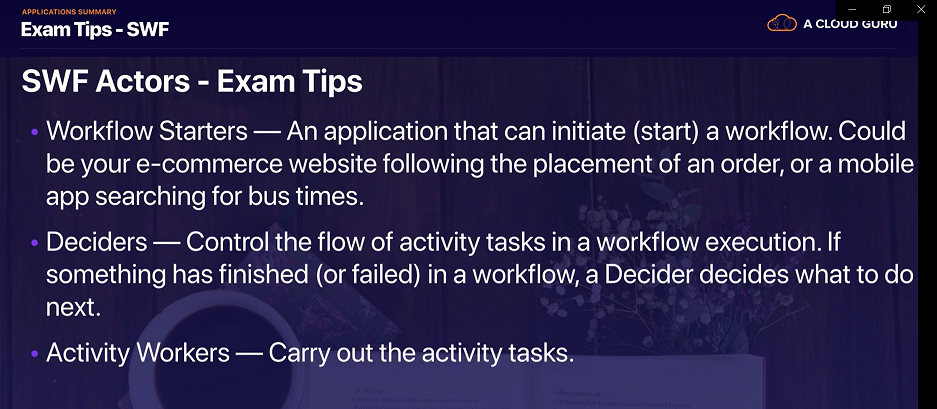 APPLICATIONS SUMMARY
Exam Tips - SWF
A CLOUD GURU
SWF Actors - Exam Tips
• Workflow Starters — An application that can initiate (start) a workflow. Could
be your e-commerce website following the placement of an order, or a mobile
app searching for bus times.
• Deciders — Control the flow of activity tasks in a workflow execution. If
something has finished (or failed) in a workflow, a Decider decides what to do
next.
• Activity Workers — Carry out the activity tasks.